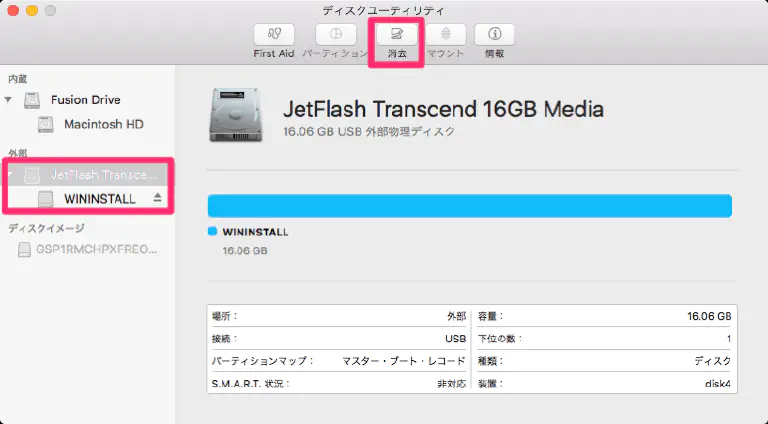 ディスクユーティリティ
First Aid パーティション 消去 マウント 情報
内蔵
Fusion Drive
Macintosh HD
外部
JetFlash Transce...
WININSTALL
ディスクイメージ
GSP1RMCHPXFREO...
JetFlash Transcend 16GB Media
16.06 GB USB 外部物理ディスク
WININSTALL
16.06 GB
場所： 外部 容量： 16.06 GB
接続： USB 下位の数： 1
パーティションマップ： マスター・ブート・レコード 種類： ディスク
S.M.A.R.T. 状況： 非対応 装置： disk4